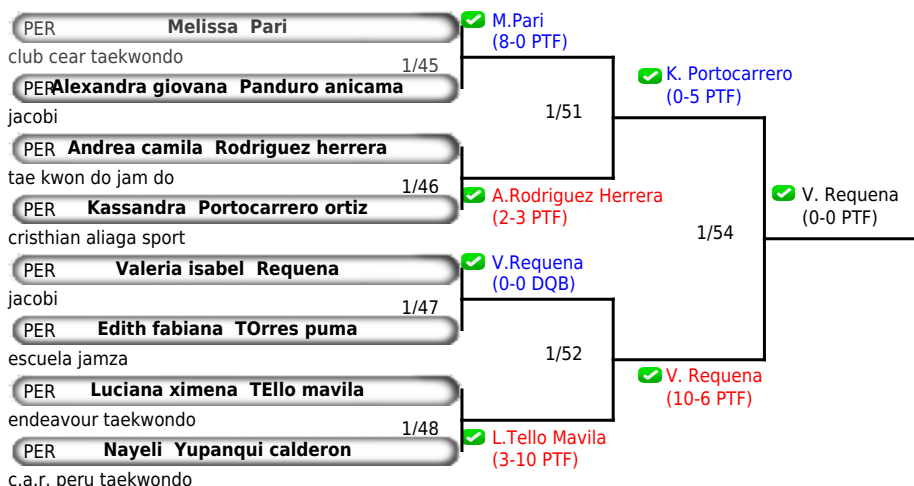 PER Melissa Pari
club cear taekwondo
1/45
PER Alexandra giovana Panduro anicama
jacobi
PER Andrea camila Rodriguez herrera
tae kwon do jam do
1/46
PER Kassandra Portocarrero ortiz
cristhian aliaga sport
PER Valeria isabel Requena
jacobi
1/47
PER Edith fabiana TOrres puma
escuela jamza
PER Luciana ximena TEllo mavila
endeavour taekwondo
1/48
PER Nayeli Yupanqui calderon
c.a.r. peru taekwondo
M.Pari
(8-0 PTF)
1/51
A.Rodriguez Herrera
(2-3 PTF)
V.Requena
(0-0 DQB)
1/52
L.Tello Mavila
(3-10 PTF)
K. Portocarrero
(0-5 PTF)
1/54
V. Requena
(10-6 PTF)
V. Requena
(0-0 PTF)